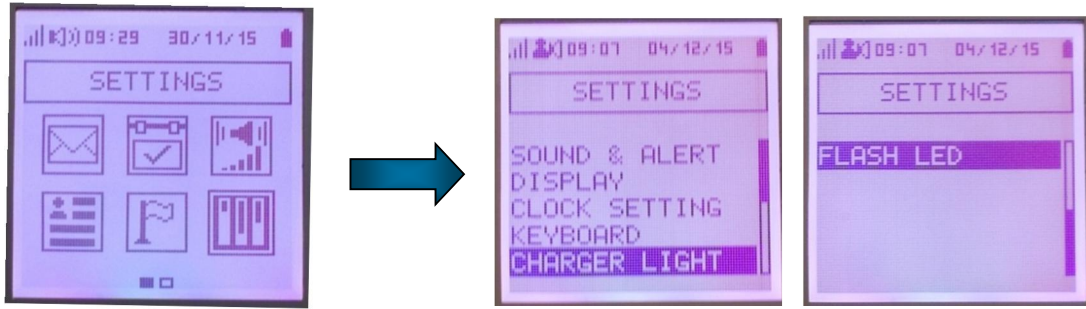 09:29 30/11/15
SETTINGS
09:07 04/12/15
SETTINGS
SOUND & ALERT
DISPLAY
CLOCK SETTING
KEYBOARD
CHARGER LIGHT
09:07 04/12/15
SETTINGS
FLASH LED